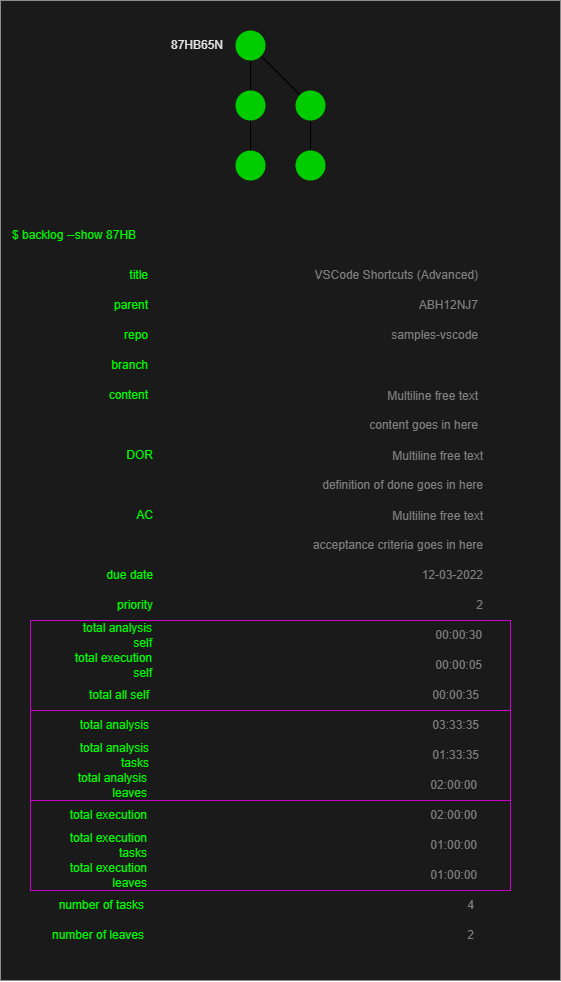 87HB65N
$ backlog --show 87HB
title VSCode Shortcuts (Advanced)
parent ABH12NJ7
repo samples-vscode
branch
content Multiline free text
content goes in here
DOR Multiline free text
definition of done goes in here
AC Multiline free text
acceptance criteria goes in here
due date 12-03-2022
priority 2
total analysis
self 00:00:30
total execution
self 00:00:05
total all self 00:00:35
total analysis 03:33:35
total analysis
tasks 01:33:35
total analysis
leaves 02:00:00
total execution 02:00:00
total execution
tasks 01:00:00
total execution
leaves 01:00:00
number of tasks 4
number of leaves 2